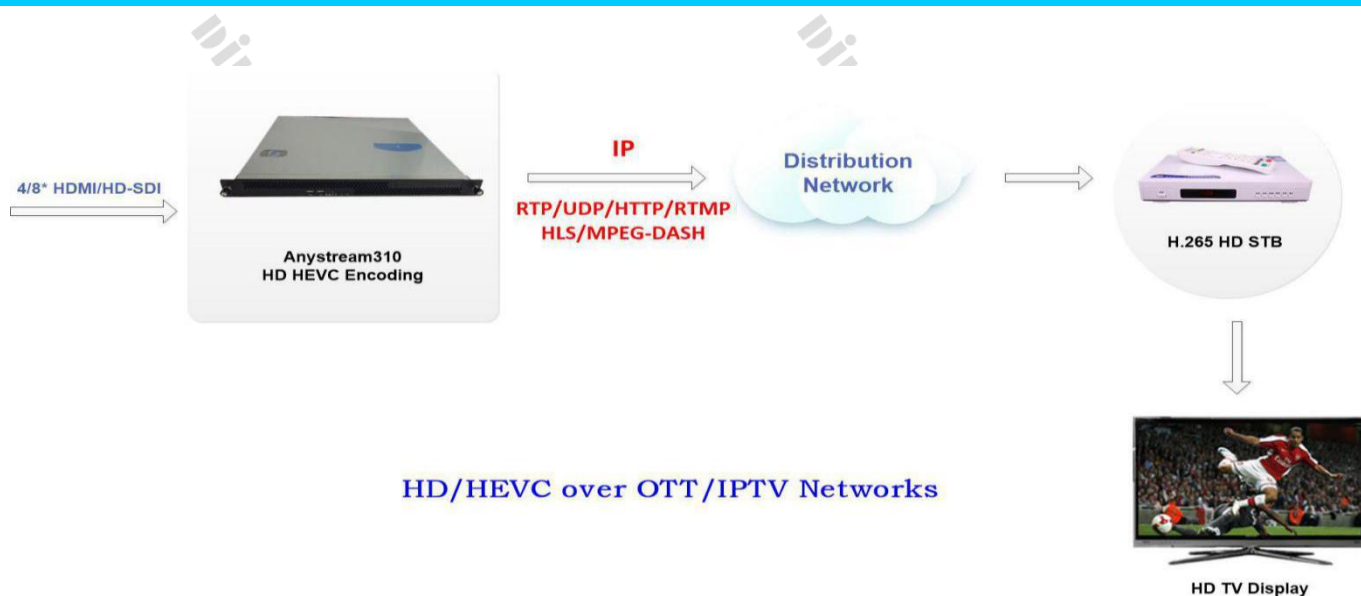 4/8* HDMI/HD-SDI
Anystream310
HD HEVC Encoding
IP
RTP/UDP/HTTP/RTMP
HLS/MPEG-DASH
Distribution
Network
H.265 HD STB
HD/HEVC over OTT/IPTV Networks
HD TV Display